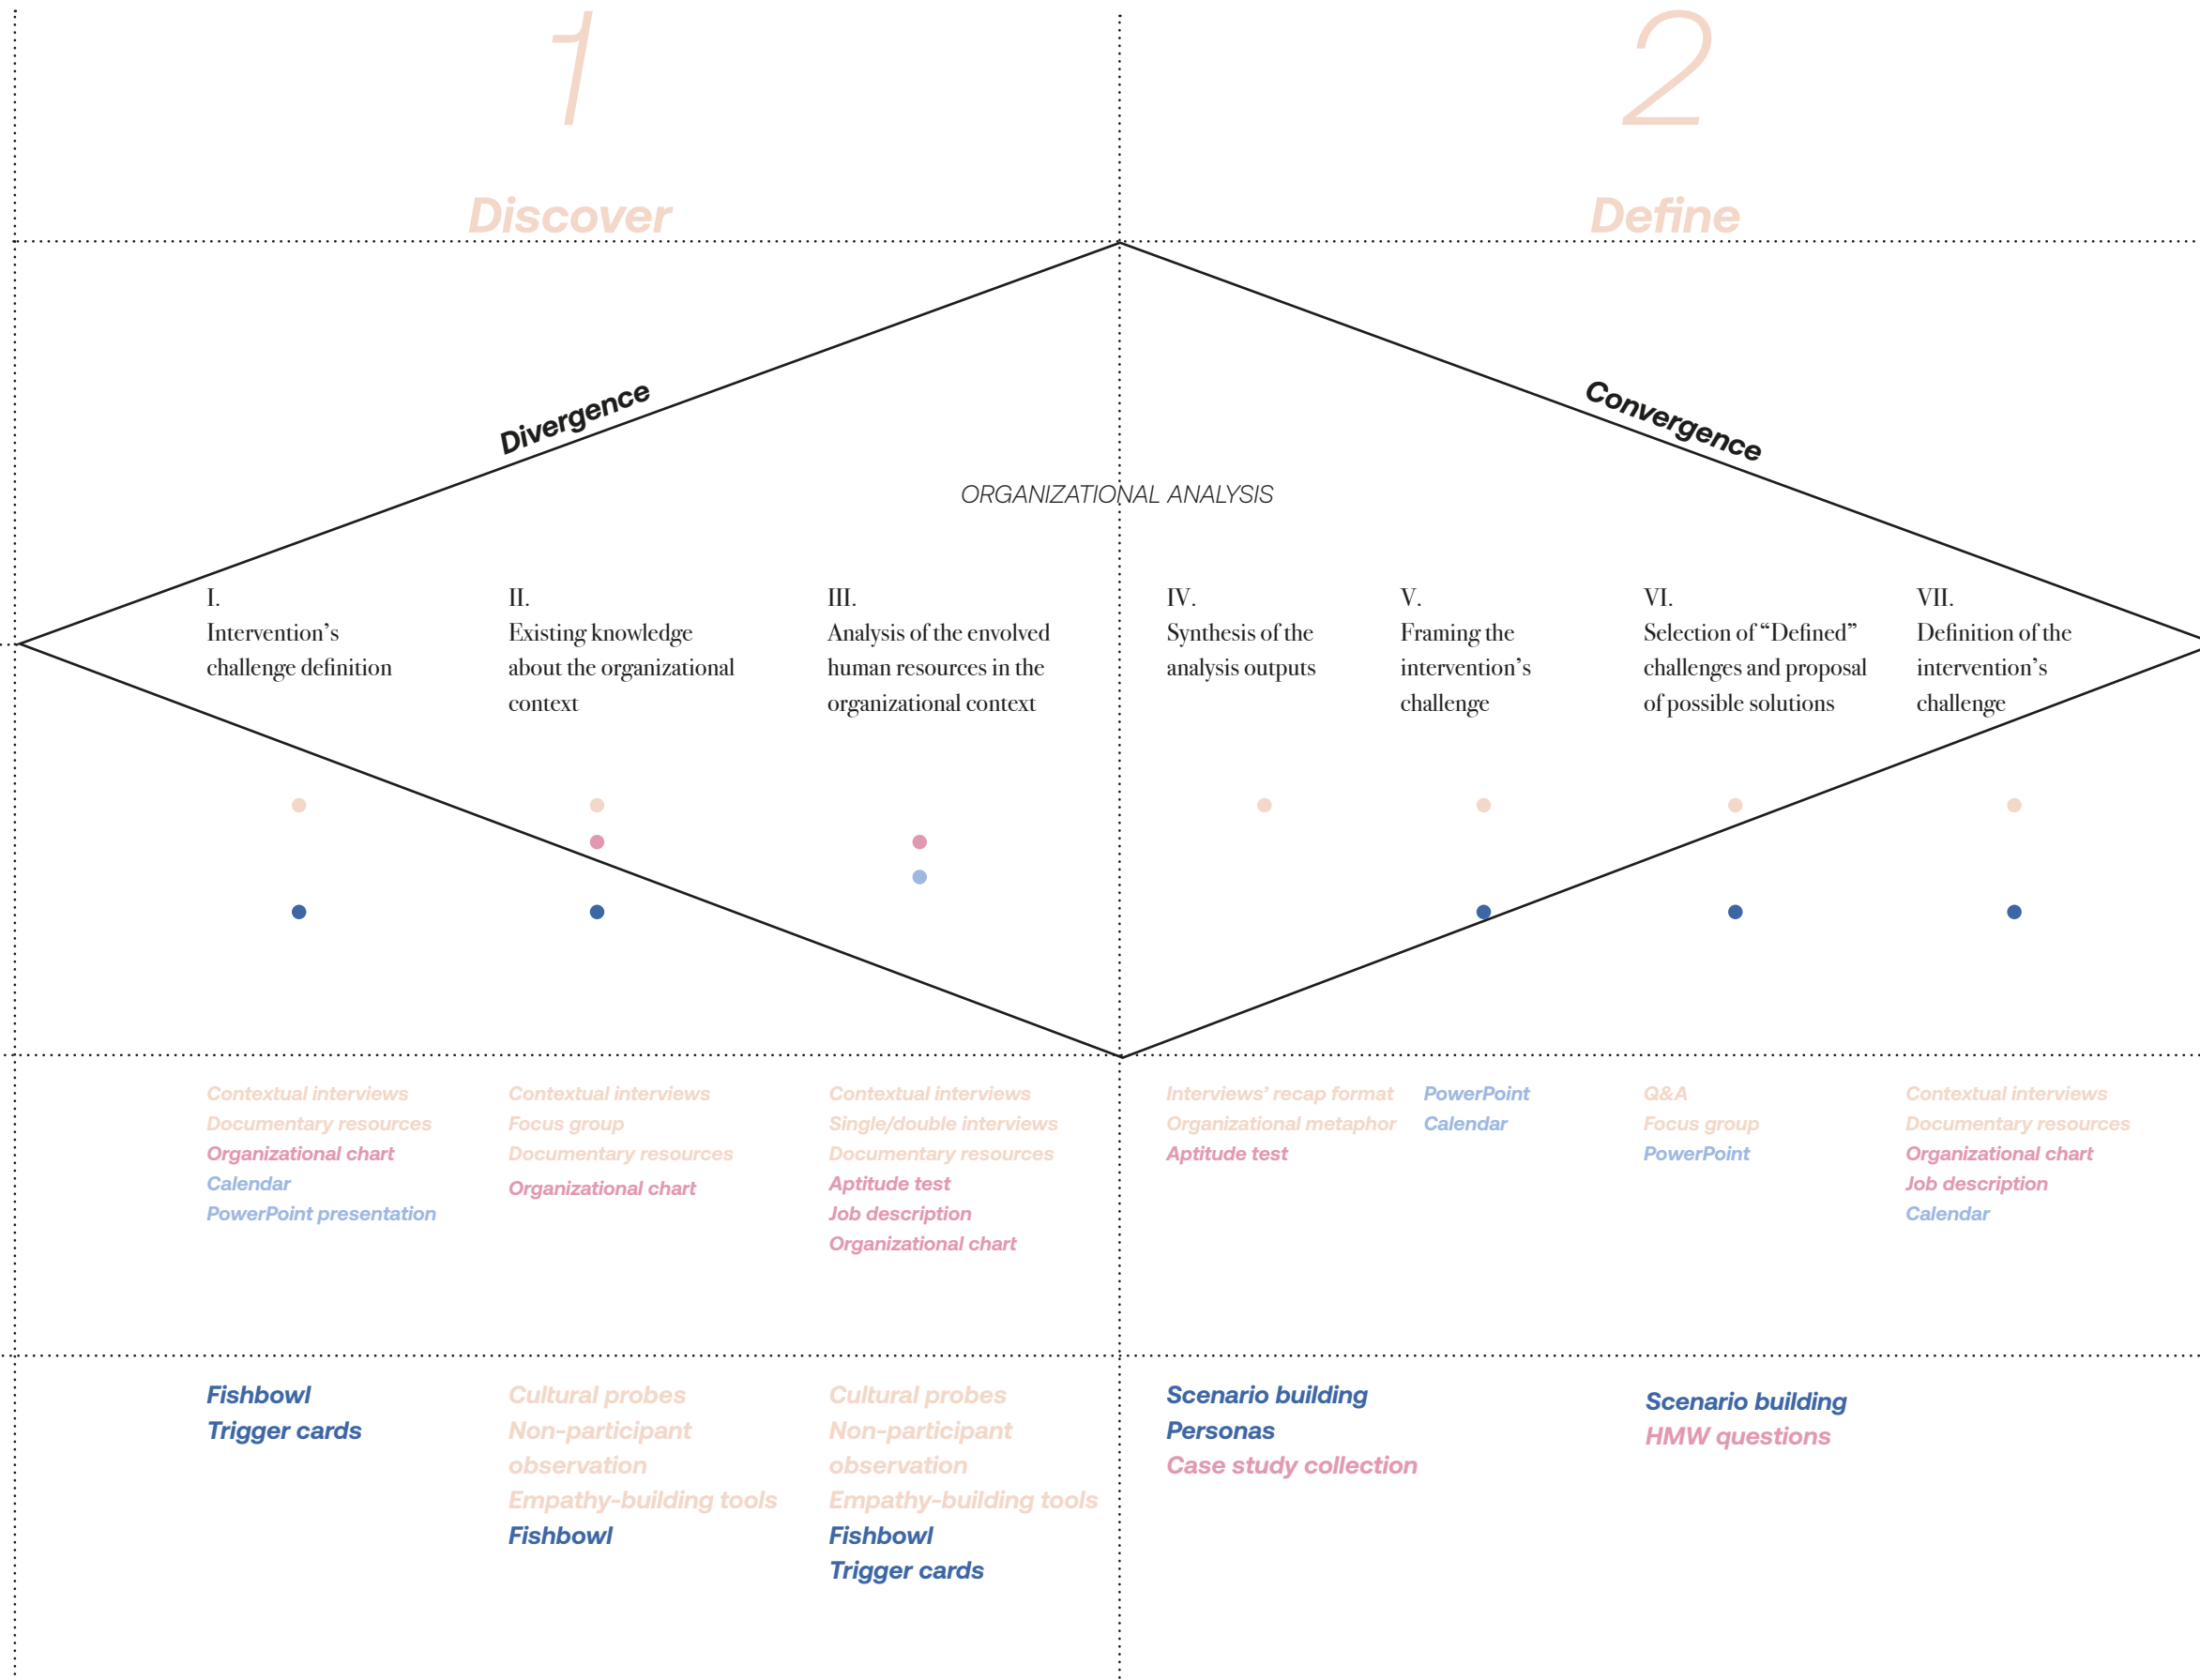 1
2
Discover
Define
Divergence
Convergence
ORGANIZATIONAL ANALYSIS
I.
Intervention’s
challenge definition
II.
Existing knowledge
about the organizational
context
III.
Analysis of the envolved
human resources in the
organizational context
IV.
Synthesis of the
analysis outputs
V.
Framing the
intervention’s
challenge
VI.
Selection of “Defined”
challenges and proposal
of possible solutions
VII.
Definition of the
intervention’s
challenge
Contextual interviews
Documentary resources
Organizational chart
Calendar
PowerPoint presentation
Contextual interviews
Focus group
Documentary resources
Organizational chart
Contextual interviews
Single/double interviews
Documentary resources
Aptitude test
Job description
Organizational chart
Interviews’ recap format
Organizational metaphor
Aptitude test
PowerPoint
Calendar
Q&A
Focus group
PowerPoint
Contextual interviews
Documentary resources
Organizational chart
Job description
Calendar
Fishbowl
Trigger cards
Cultural probes
Non-participant
observation
Empathy-building tools
Fishbowl
Cultural probes
Non-participant
observation
Empathy-building tools
Fishbowl
Trigger cards
Scenario building
Personas
Case study collection
Scenario building
HMW questions